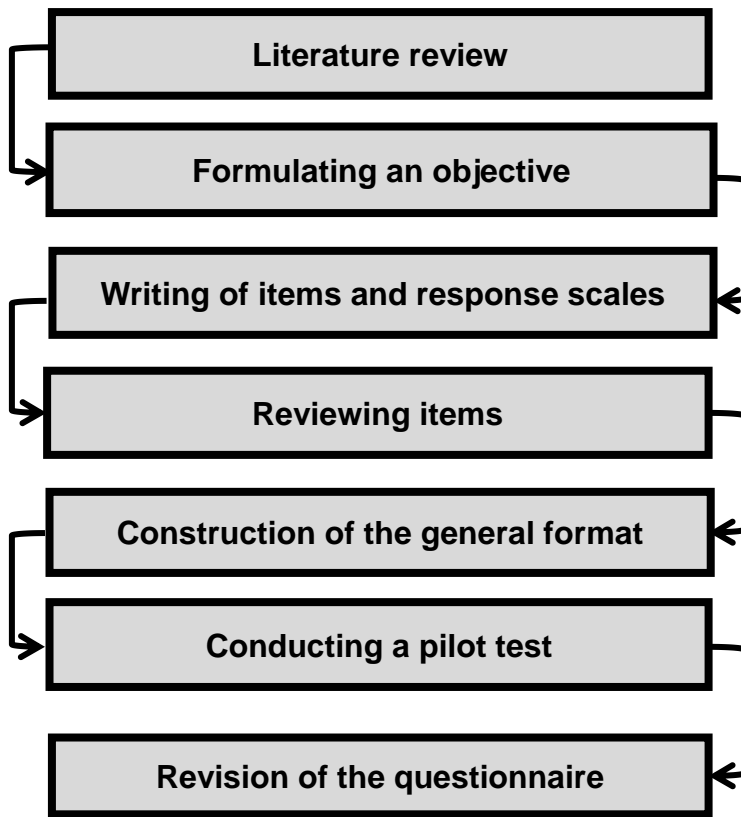 Literature review
Formulating an objective
Writing of items and response scales
Reviewing items
Construction of the general format
Conducting a pilot test
Revision of the questionnaire